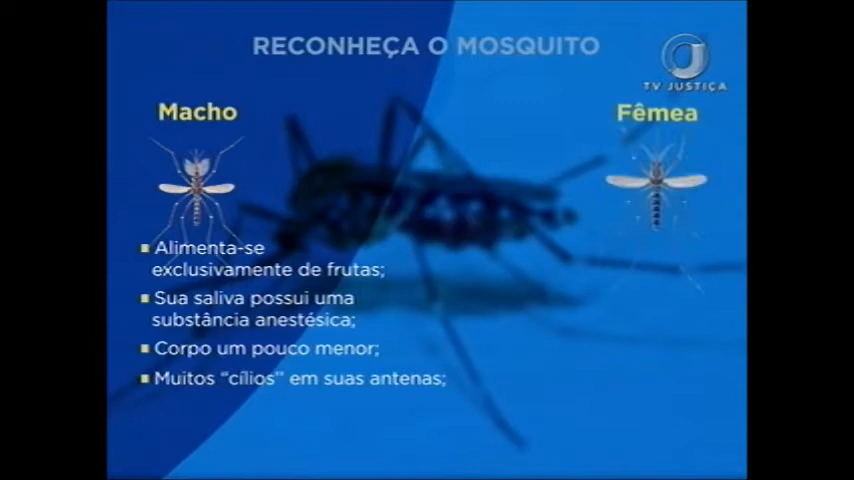 RECONHEÇA O MOSQUITO
TV JUSTIÇA
Macho
Fêmea
Alimenta-se
exclusivamente de frutas;
Sua saliva possui uma
substância anestésica;
Corpo um pouco menor;
Muitos “cílios” em suas antenas;